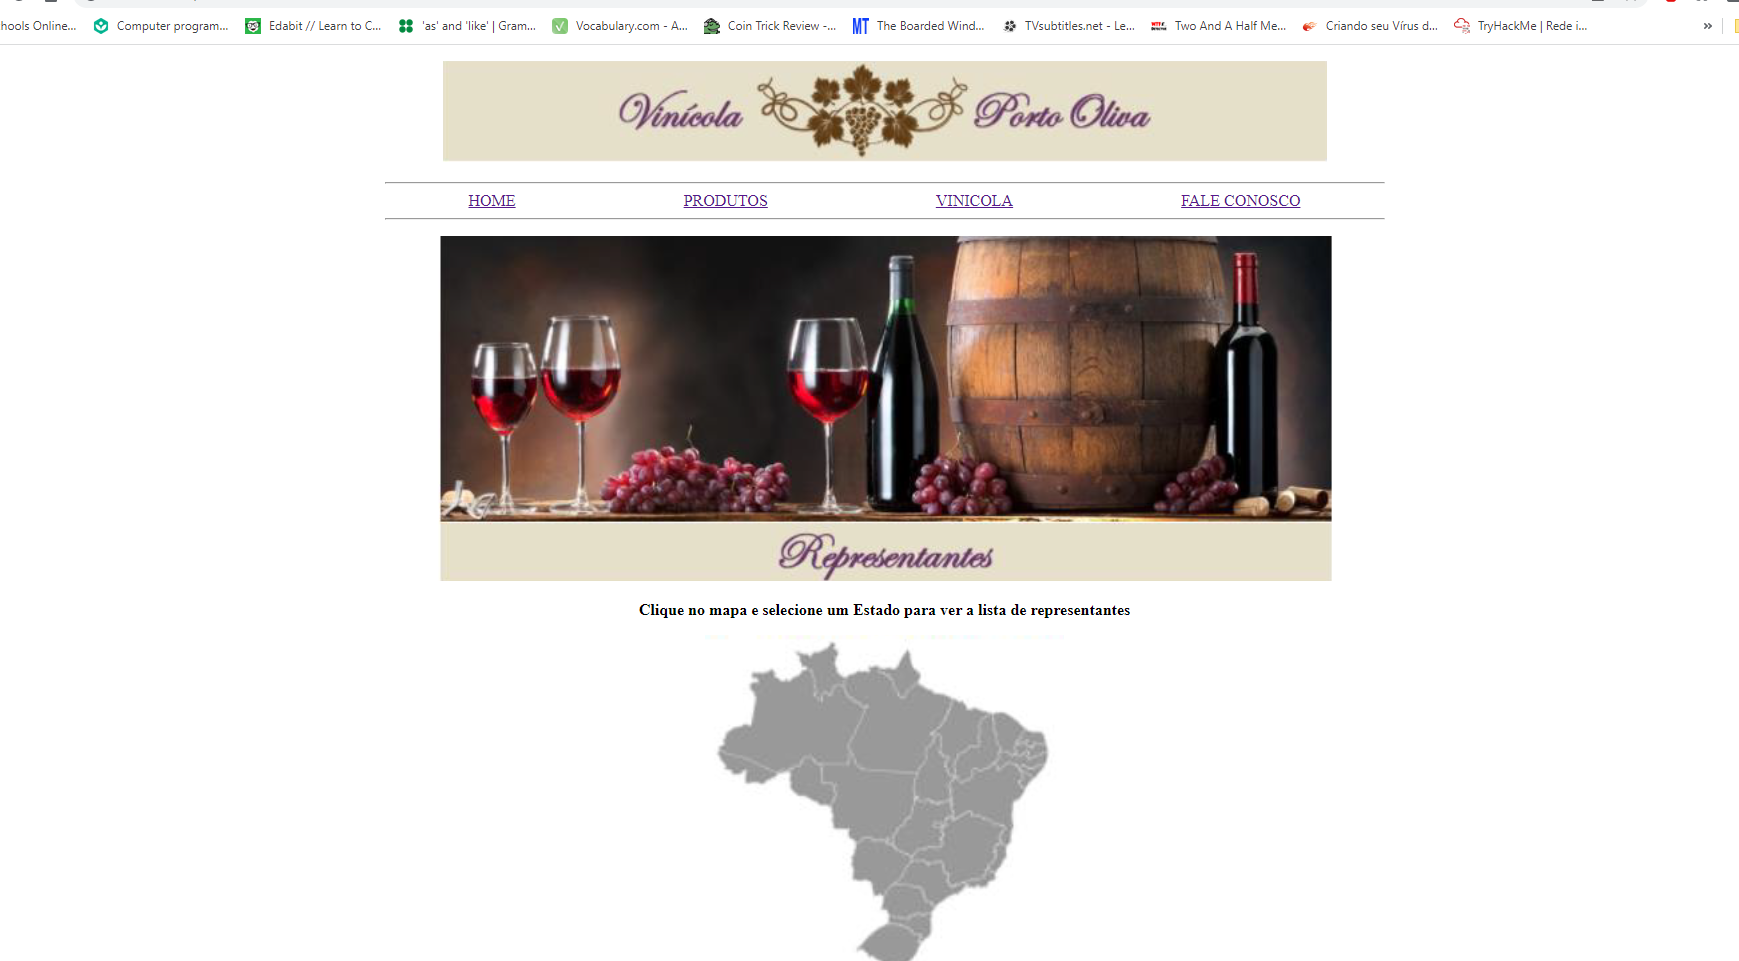 hools Online... Computer program... Edabit // Learn to C... 'as' and 'like' | Gram... Vocabulary.com - A... Coin Trick Review -... MT The Boarded Wind... TVsubtitles.net - Le... Two And A Half Me... Criando seu Vírus d... TryHackMe | Rede i... »
Vinícola Porto Oliva
HOME PRODUTOS VINICOLA FALE CONOSCO
Representantes
Clique no mapa e selecione um Estado para ver a lista de representantes